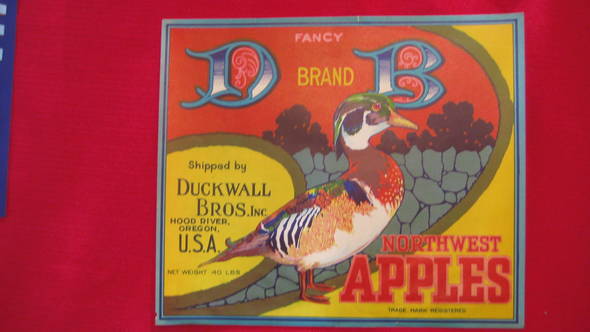 FANCY
D BRAND B
Shipped by
DUCKWALL
BROS. INC
HOOD RIVER,
OREGON,
U.S.A.
NET WEIGHT 40 LBS
NORTHWEST
APPLES
TRADE MARK REGISTERED